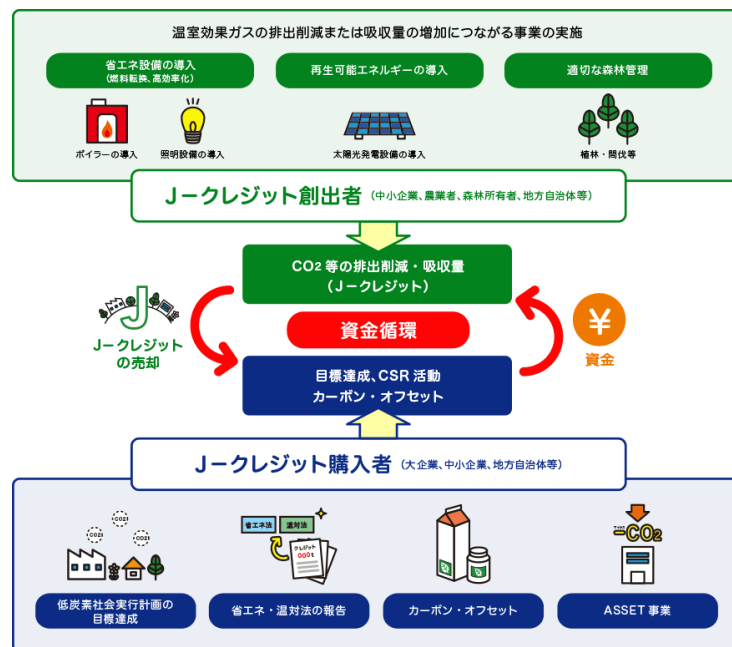 温室効果ガスの排出削減または吸収量の増加につながる事業の実施
省エネ設備の導入
(燃料転換、高効率化)
再生可能エネルギーの導入
適切な森林管理
ボイラーの導入
照明設備の導入
太陽光発電設備の導入
植林・間伐等
J−クレジット創出者（中小企業、農業者、森林所有者、地方自治体等）
CO2 等の排出削減・吸収量
（J−クレジット）
J
J−クレジット
の売却
資金循環
¥
資金
目標達成、CSR 活動
カーボン・オフセット
J−クレジット購入者（大企業、中小企業、地方自治体等）
CO2
CO2
CO2
省エネ法
温対法
クレジット
000t
−CO2
低炭素社会実行計画の
目標達成
省エネ・温対法の報告
カーボン・オフセット
ASSET 事業